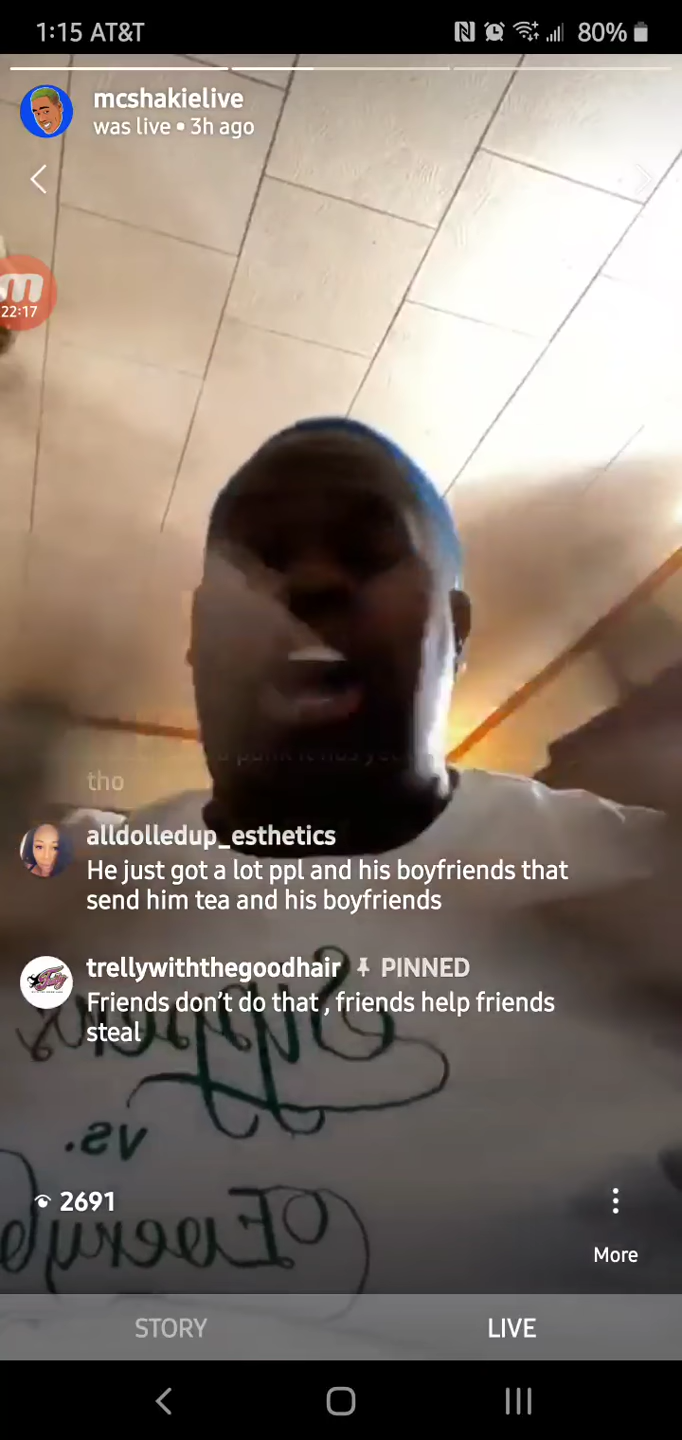 1:15 AT&T
80%
mcshakielive
was live • 3h ago
m
22:17
tho
alldolledup_esthetics
He just got a lot ppl and his boyfriends that
send him tea and his boyfriends
trellywiththegoodhair PINNED
Friends don't do that , friends help friends
steal
Syppers
vs.
2691
More
STORY
LIVE